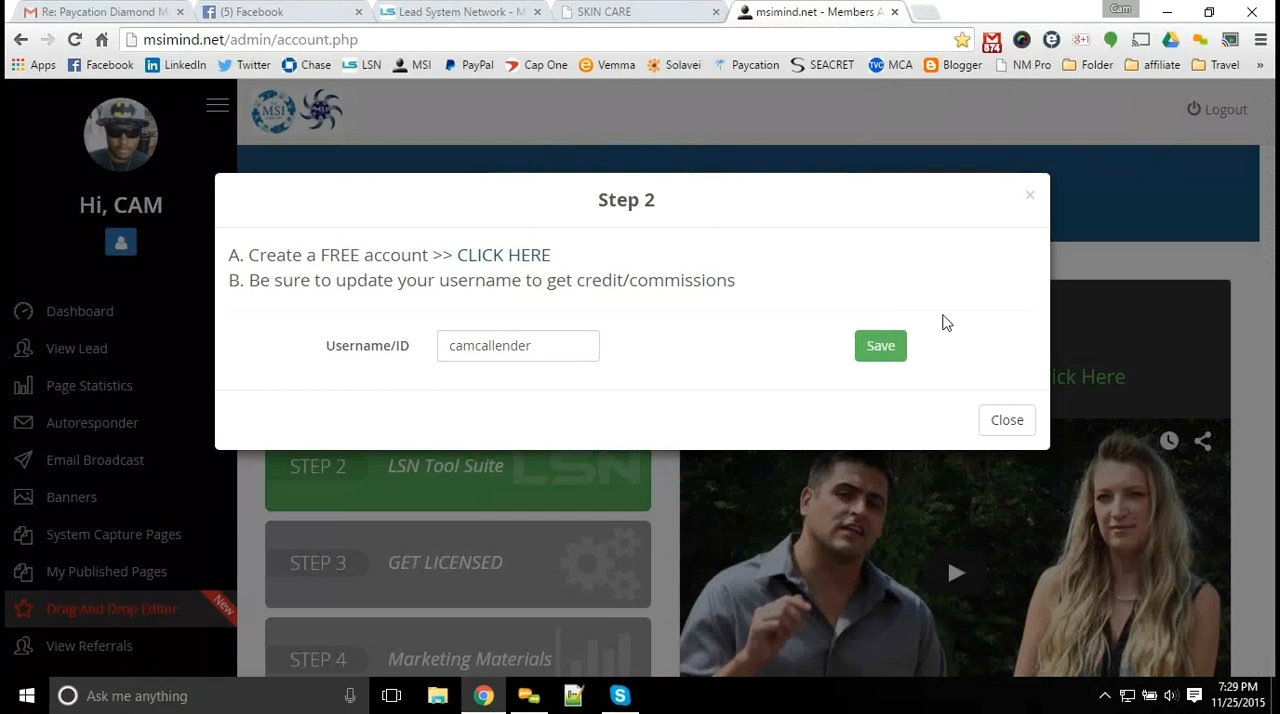 Re: Paycation Diamond M
(5) Facebook
Lead System Network - M
SKIN CARE
msimind.net - Members A
Cam
msimind.net/admin/account.php
874
Apps
Facebook
LinkedIn
Twitter
Chase
LSN
MSI
PayPal
Cap One
Vemma
Solavei
Paycation
SEACRET
MCA
Blogger
NM Pro
Folder
affiliate
Travel
»
MSI
Logout
Hi, CAM
Step 2
×
A. Create a FREE account >> CLICK HERE
B. Be sure to update your username to get credit/commissions
Username/ID
camcallender
Save
Close
Dashboard
View Lead
Page Statistics
Autoresponder
Email Broadcast
Banners
System Capture Pages
My Published Pages
Drag And Drop Editor
New
View Referrals
ick Here
STEP 2
LSN Tool Suite
LSN
STEP 3
GET LICENSED
STEP 4
Marketing Materials
Ask me anything
7:29 PM
11/25/2015